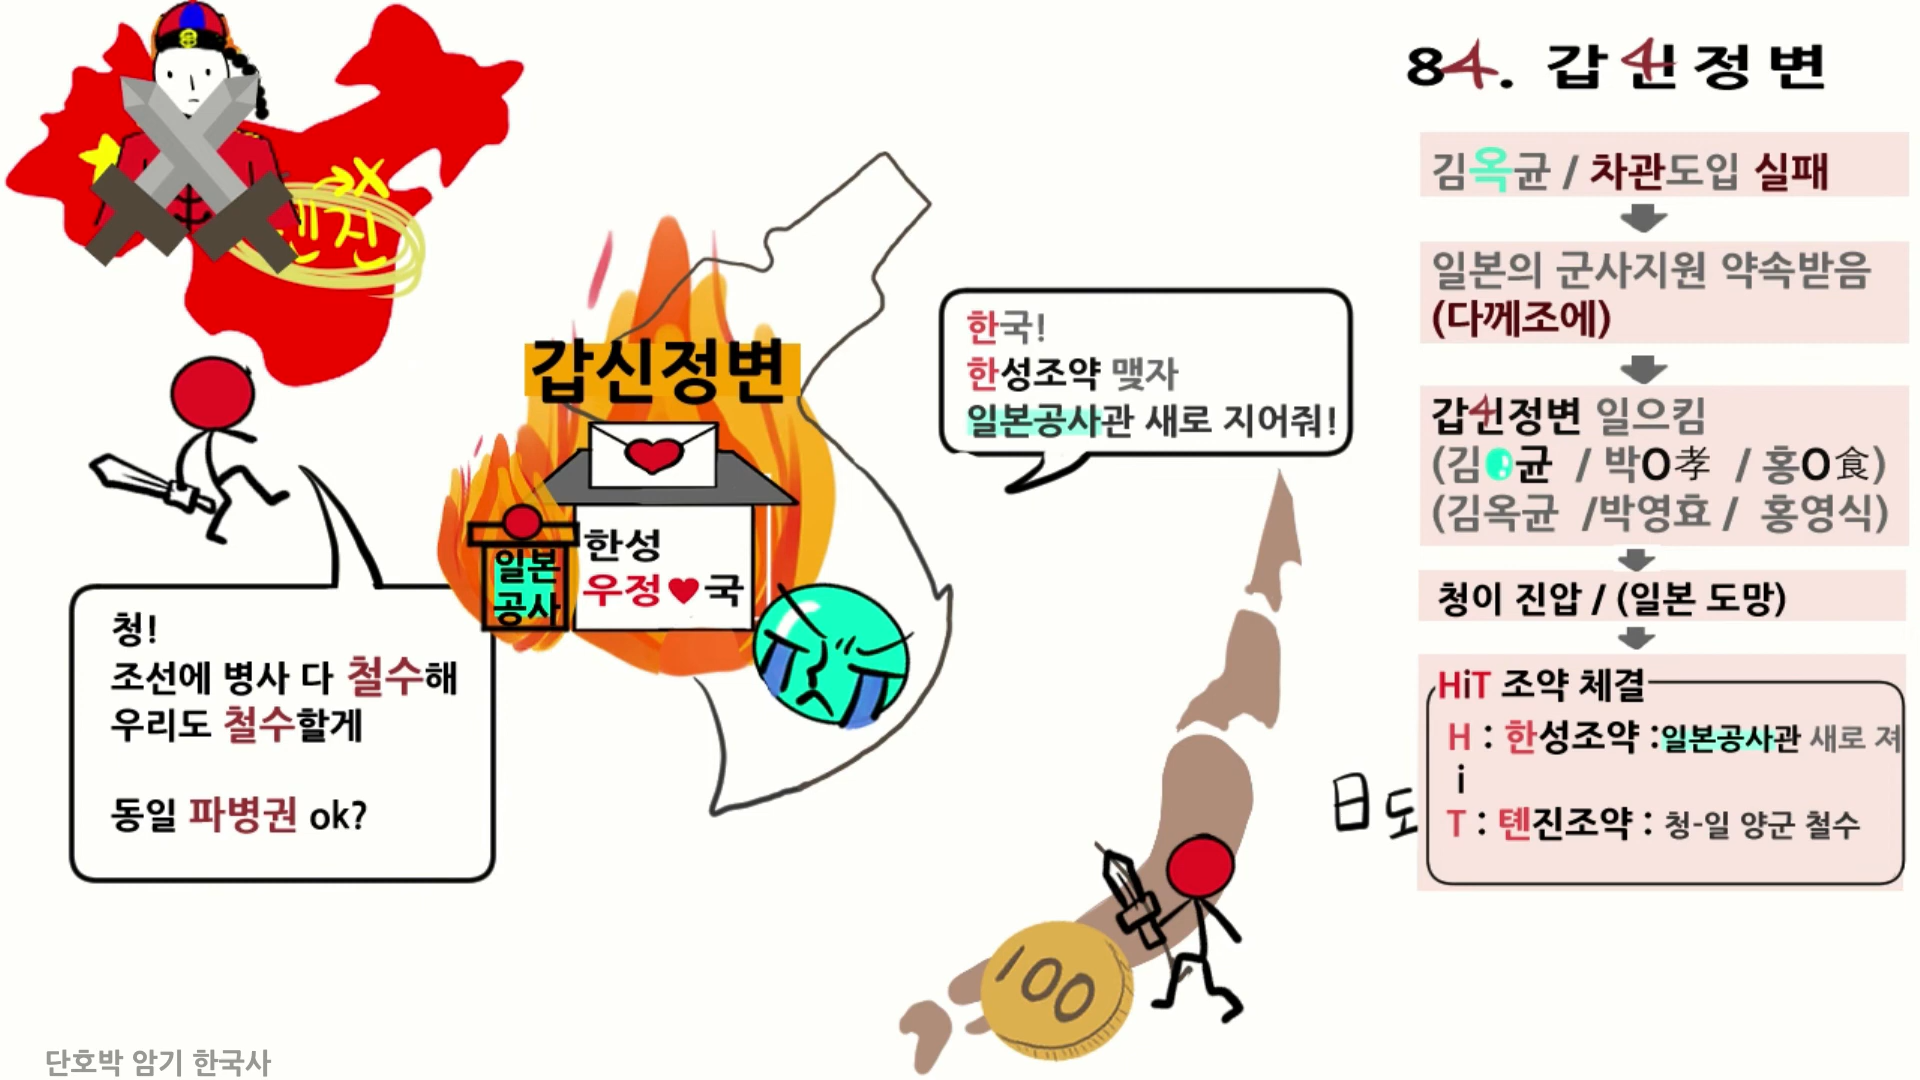 84. 갑신정변
김옥균 / 차관도입 실패
일본의 군사지원 약속받음
(다께조에)
갑신정변 일으킴
(김 균 / 박O孝 / 홍O食)
(김옥균 /박영효 / 홍영식)
청이 진압 / (일본 도망)
HiT 조약 체결
H : 한성조약 :일본공사관 새로 져
i
T : 톈진조약 : 청-일 양군 철수
갑신정변
한성
우정♥국
일본
공사
한국!
한성조약 맺자
일본공사관 새로 지어줘!
청!
조선에 병사 다 철수해
우리도 철수할게
동일 파병권 ok?
100
日도
단호박 암기 한국사